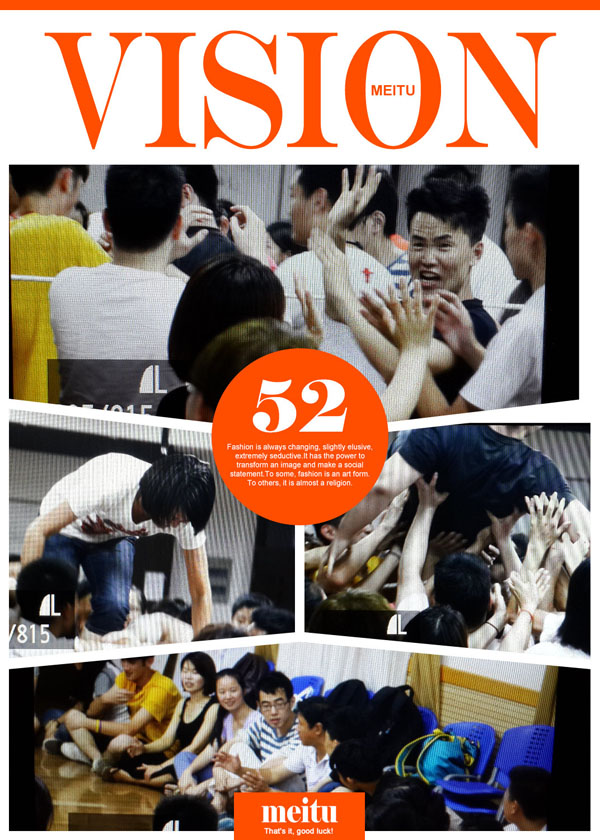 VISION
MEITU
L
/815
52
Fashion is always changing, slightly elusive,
extremely seductive.it has the power to
transform an image and make a social
statement.To some, fashion is an art form.
To others, it is almost a religion.
L
/815
L
meitu
That's it, good luck!